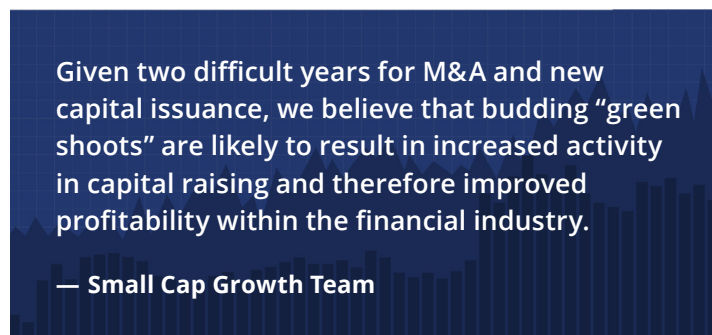 Given two difficult years for M&A and new
capital issuance, we believe that budding “green
shoots” are likely to result in increased activity
in capital raising and therefore improved
profitability within the financial industry.
— Small Cap Growth Team